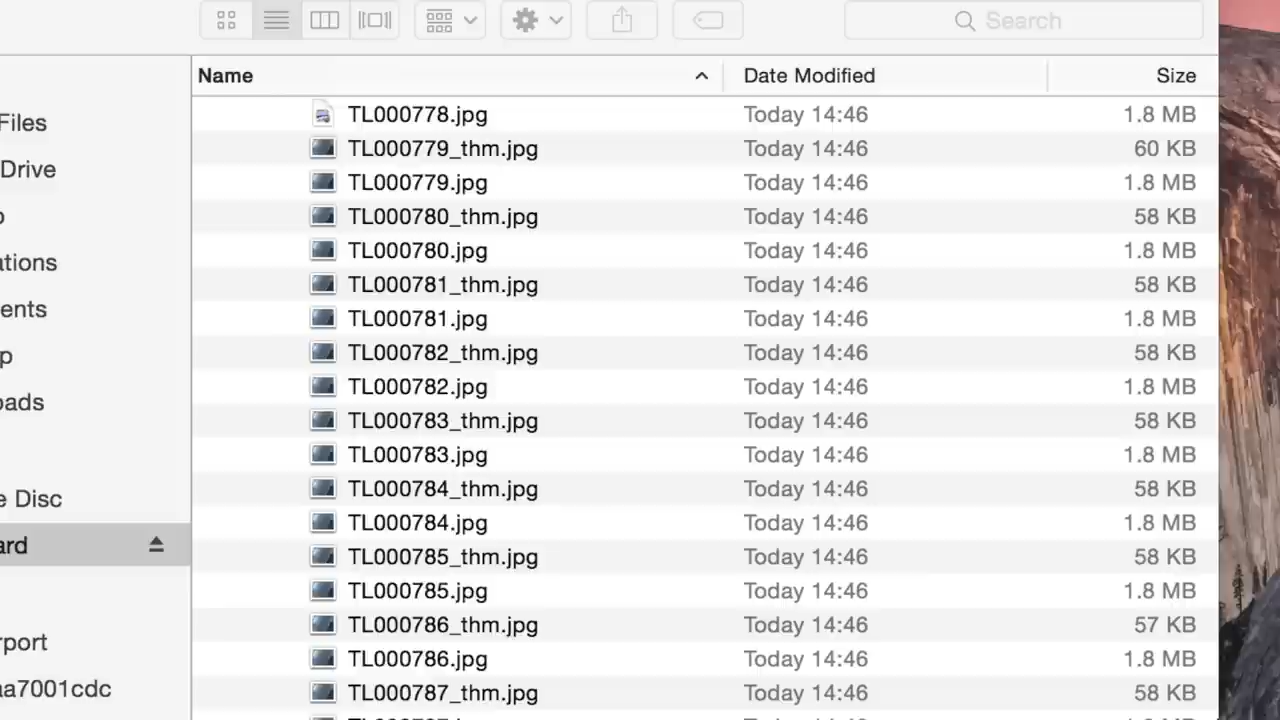 Search
Name Date Modified Size
Files
Drive
ations
ents
p
oads
e Disc
ard
rport
aa7001cdc
TL000778.jpg Today 14:46 1.8 MB
TL000779_thm.jpg Today 14:46 60 KB
TL000779.jpg Today 14:46 1.8 MB
TL000780_thm.jpg Today 14:46 58 KB
TL000780.jpg Today 14:46 1.8 MB
TL000781_thm.jpg Today 14:46 58 KB
TL000781.jpg Today 14:46 1.8 MB
TL000782_thm.jpg Today 14:46 58 KB
TL000782.jpg Today 14:46 1.8 MB
TL000783_thm.jpg Today 14:46 58 KB
TL000783.jpg Today 14:46 1.8 MB
TL000784_thm.jpg Today 14:46 58 KB
TL000784.jpg Today 14:46 1.8 MB
TL000785_thm.jpg Today 14:46 58 KB
TL000785.jpg Today 14:46 1.8 MB
TL000786_thm.jpg Today 14:46 57 KB
TL000786.jpg Today 14:46 1.8 MB
TL000787_thm.jpg Today 14:46 58 KB